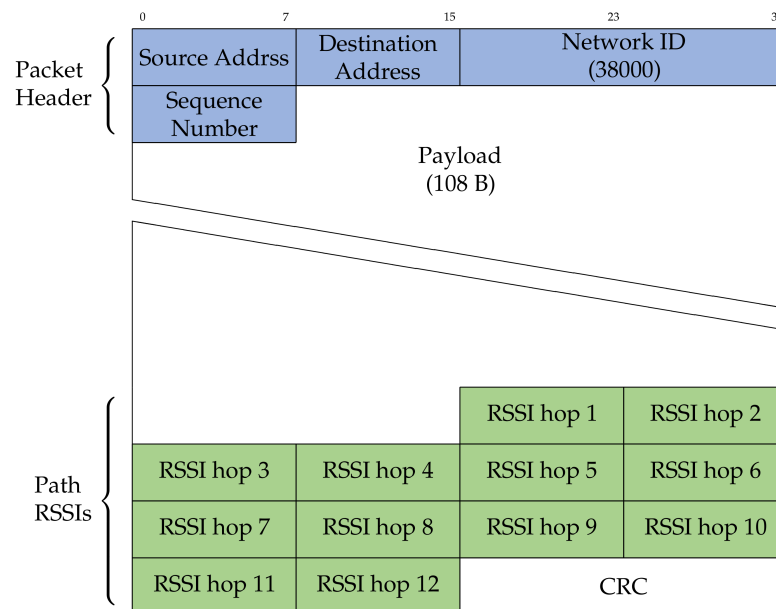 0 7 15 23 3
Packet
Header
Source Addrss
Destination
Address
Network ID
(38000)
Sequence
Number
Payload
(108 B)
Path
RSSIs
RSSI hop 1 RSSI hop 2
RSSI hop 3 RSSI hop 4 RSSI hop 5 RSSI hop 6
RSSI hop 7 RSSI hop 8 RSSI hop 9 RSSI hop 10
RSSI hop 11 RSSI hop 12 CRC